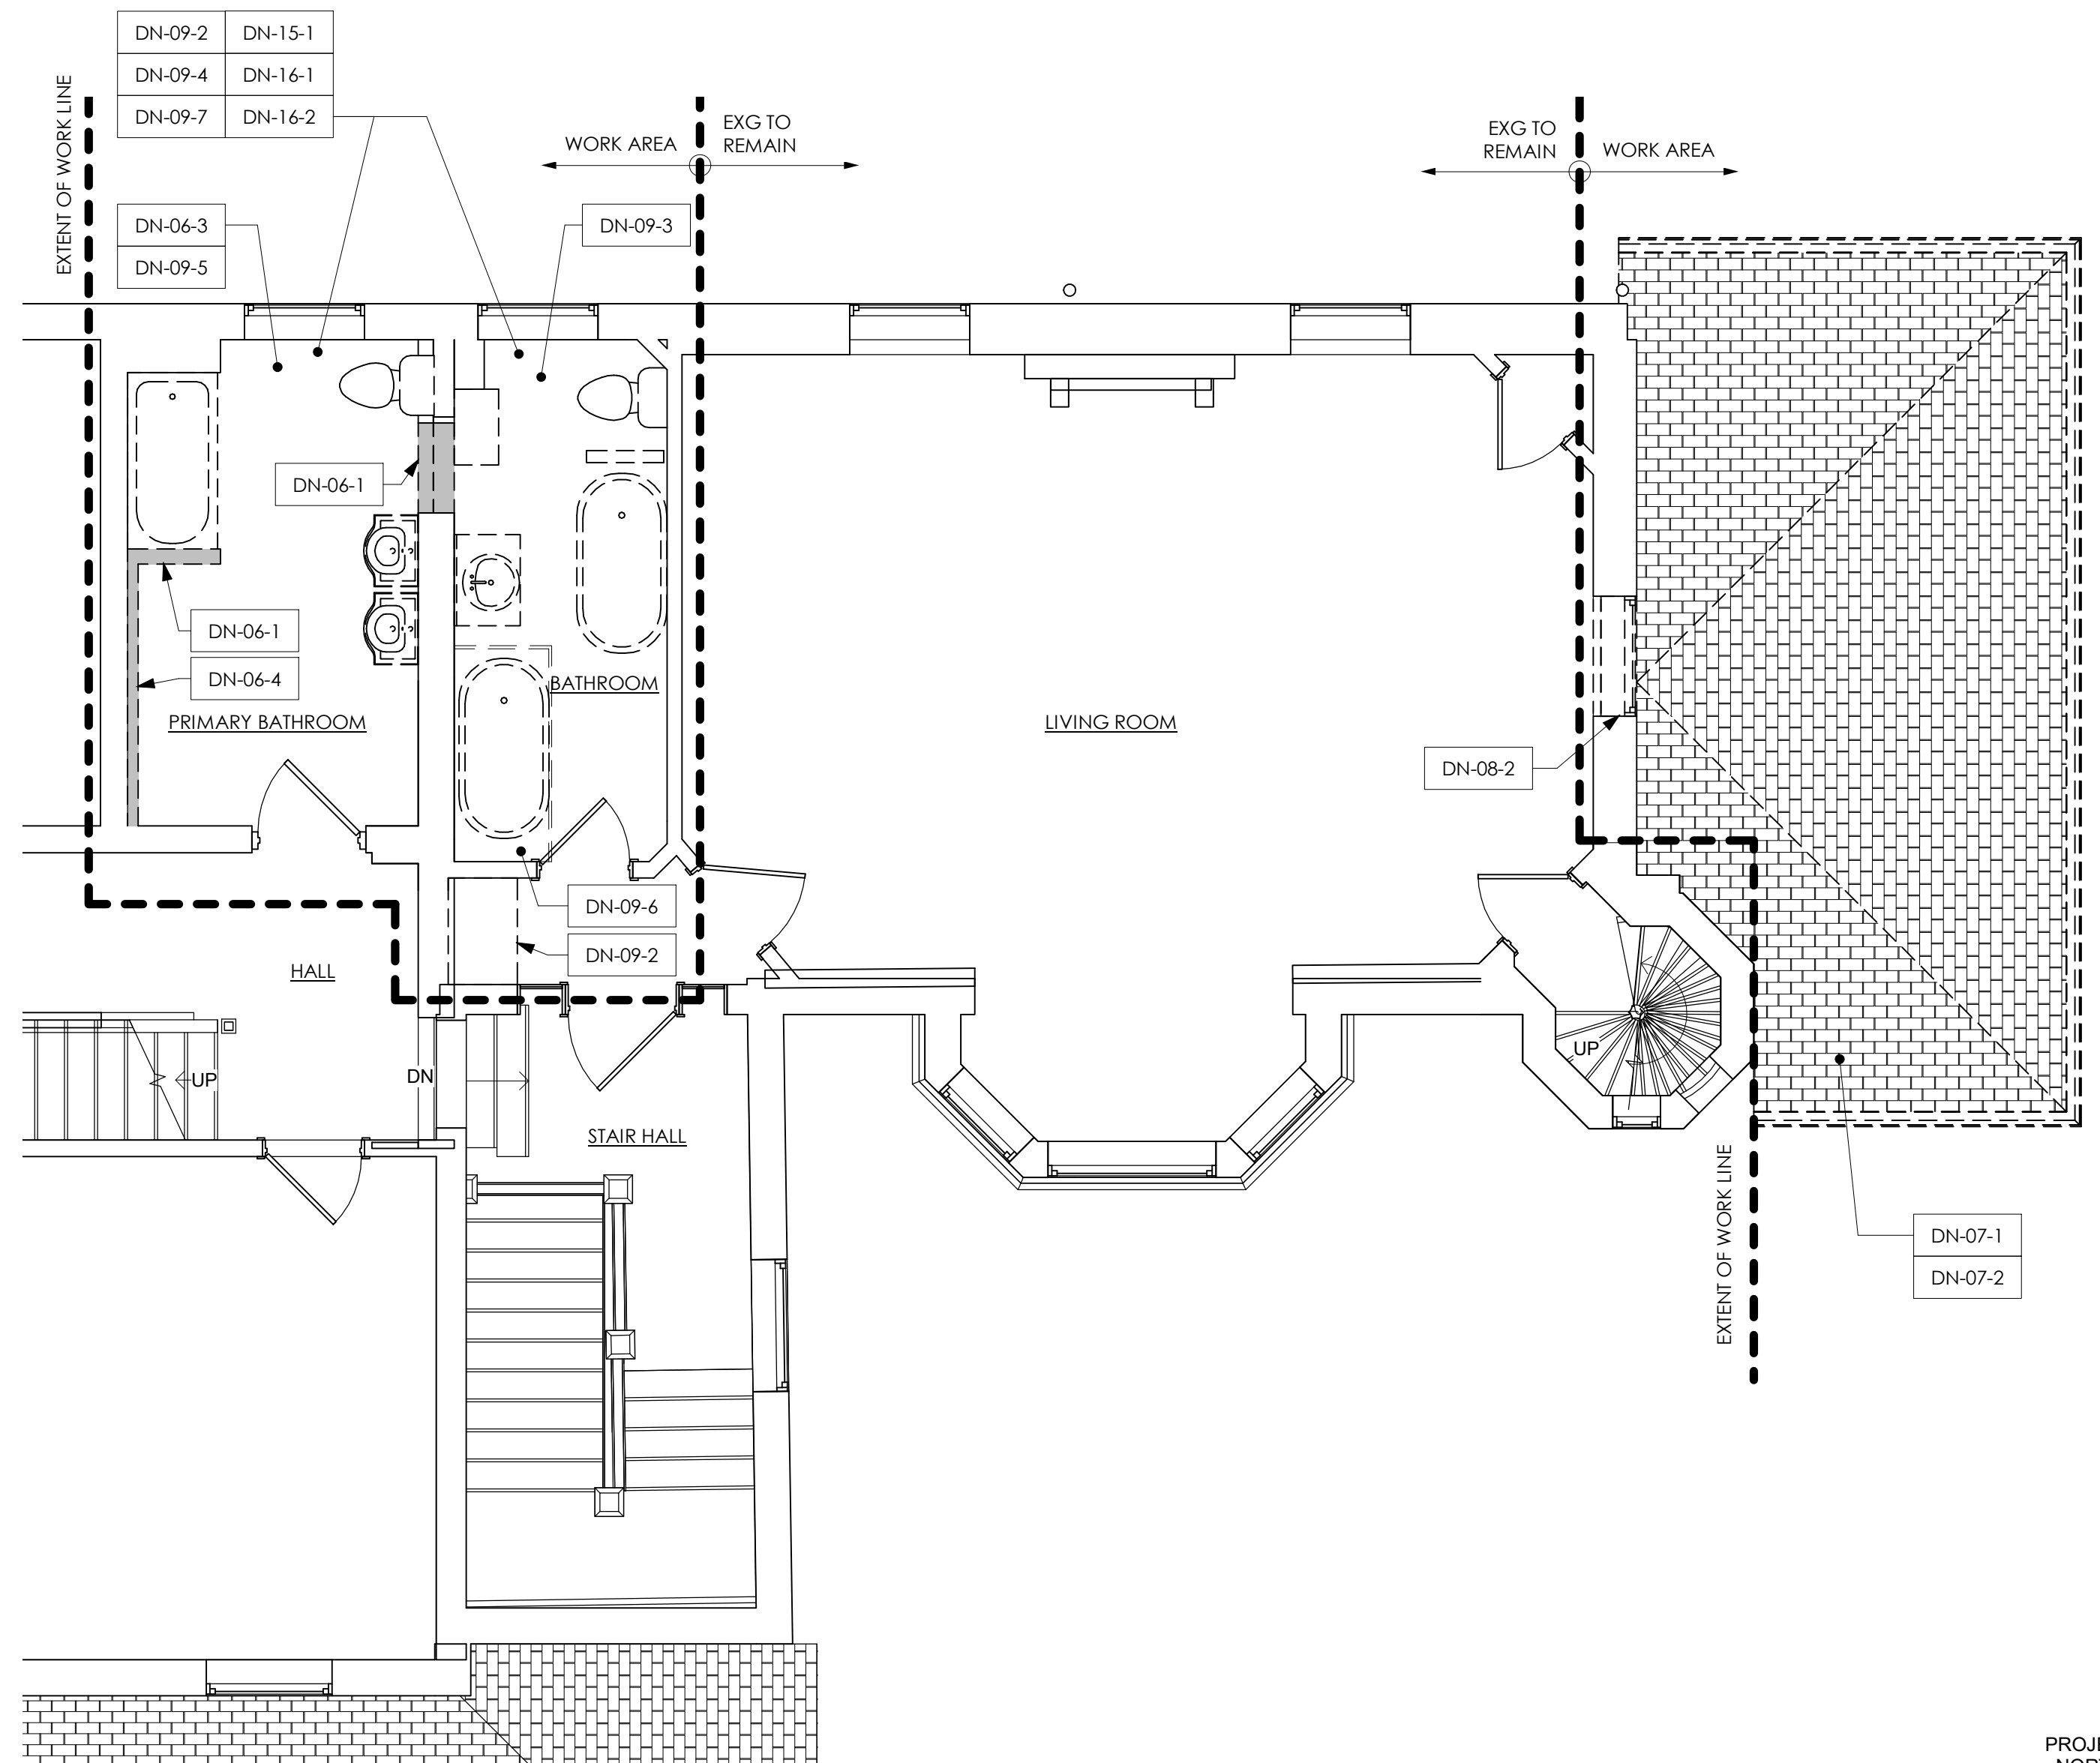 DN-09-2 DN-15-1
DN-09-4 DN-16-1
DN-09-7 DN-16-2
EXTENT OF WORK LINE
WORK AREA
EXG TO
REMAIN
EXG TO
REMAIN
WORK AREA
DN-06-3
DN-09-5
DN-09-3
DN-06-1
DN-06-1
DN-06-4
PRIMARY BATHROOM
BATHROOM
LIVING ROOM
DN-08-2
DN-09-6
DN-09-2
HALL
UP
DN
UP
STAIR HALL
EXTENT OF WORK LINE
DN-07-1
DN-07-2